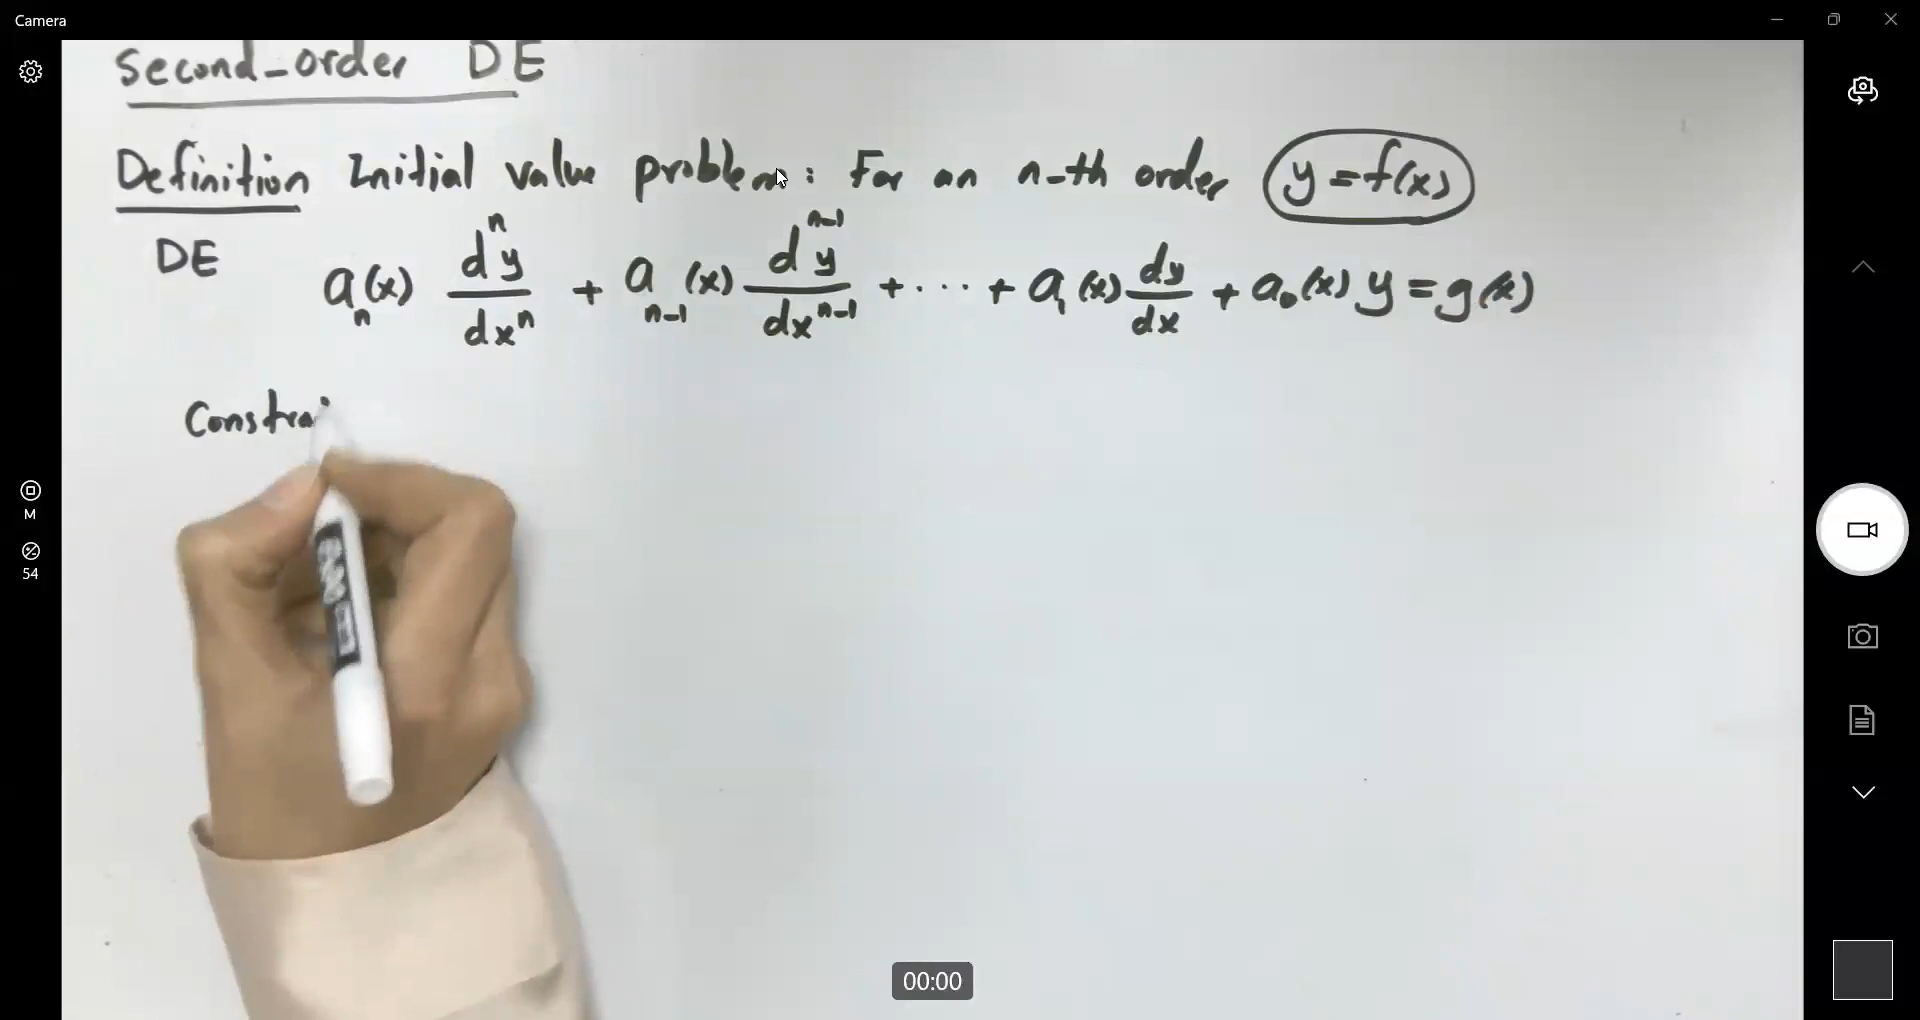 Camera
Second-order DE
Definition Initial value problem: For an n-th order y=f(x)
DE aₙ(x) dⁿy/dxⁿ + aₙ₋₁(x) dⁿ⁻¹y/dxⁿ⁻¹ + ··· + a₁(x) dy/dx + a₀(x) y = g(x)
Constrai
M
54
00:00